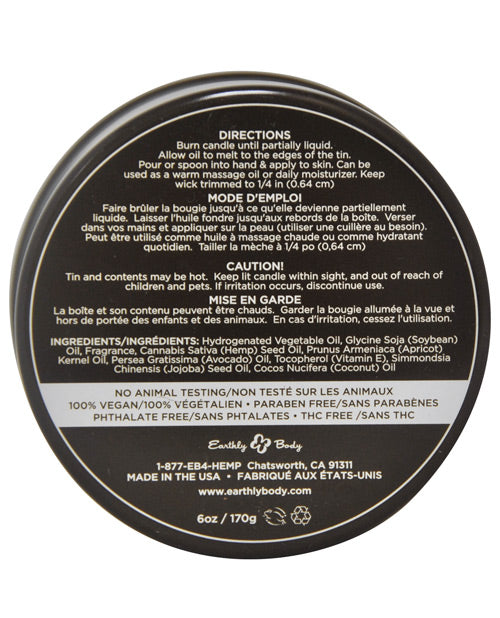 DIRECTIONS
Burn candle until partially liquid.
Allow oil to melt to the edges of the tin.
Pour or spoon into hand & apply to skin. Can be
used as a warm massage oil or daily moisturizer. Keep
wick trimmed to 1/4 in (0.64 cm)
MODE D'EMPLOI
Faire brûler la bougie jusqu'à ce qu'elle devienne partiellement
liquide. Laisser l'huile fondre jusqu'aux rebords de la boîte. Verser
dans vos mains et appliquer sur la peau (utiliser une cuillère au besoin).
Peut être utilisé comme huile à massage chaude ou comme hydratant
quotidien. Tailler la mèche à 1/4 po (0,64 cm)
CAUTION!
Tin and contents may be hot. Keep lit candle within sight, and out of reach of
children and pets. If irritation occurs, discontinue use.
MISE EN GARDE
La boîte et son contenu peuvent être chauds. Garder la bougie allumée à la vue et
hors de portée des enfants et des animaux. En cas d'irritation, cessez l'utilisation.
INGREDIENTS/INGRÉDIENTS: Hydrogenated Vegetable Oil, Glycine Soja (Soybean)
Oil, Fragrance, Cannabis Sativa (Hemp) Seed Oil, Prunus Armeniaca (Apricot)
Kernel Oil, Persea Gratissima (Avocado) Oil, Tocopherol (Vitamin E), Simmondsia
Chinensis (Jojoba) Seed Oil, Cocos Nucifera (Coconut) Oil
NO ANIMAL TESTING/NON TESTÉ SUR LES ANIMAUX
100% VEGAN/100% VÉGÉTALIEN • PARABEN FREE/SANS PARABÈNES
PHTHALATE FREE/SANS PHTALATES • THC FREE /SANS THC
Earthly Body
1-877-EB4-HEMP Chatsworth, CA 91311
MADE IN THE USA • FABRIQUÉ AUX ÉTATS-UNIS
www.earthlybody.com
6oz / 170g